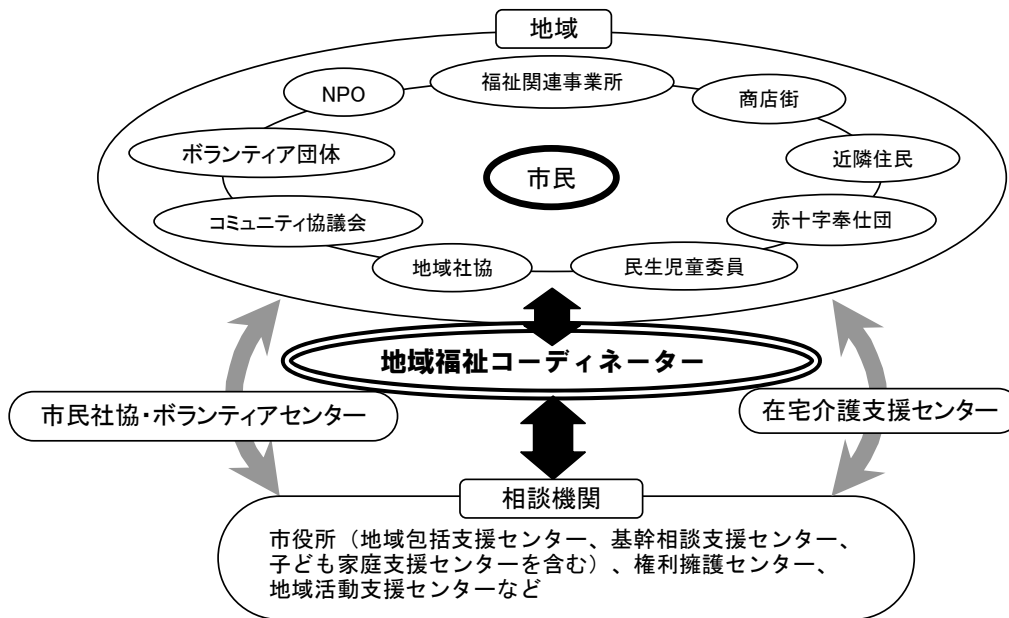 地域
福祉関連事業所
NPO
商店街
ボランティア団体
近隣住民
市民
コミュニティ協議会
赤十字奉仕団
地域社協
民生児童委員
地域福祉コーディネーター
市民社協・ボランティアセンター
在宅介護支援センター
相談機関
市役所（地域包括支援センター、基幹相談支援センター、
子ども家庭支援センターを含む）、権利擁護センター、
地域活動支援センターなど